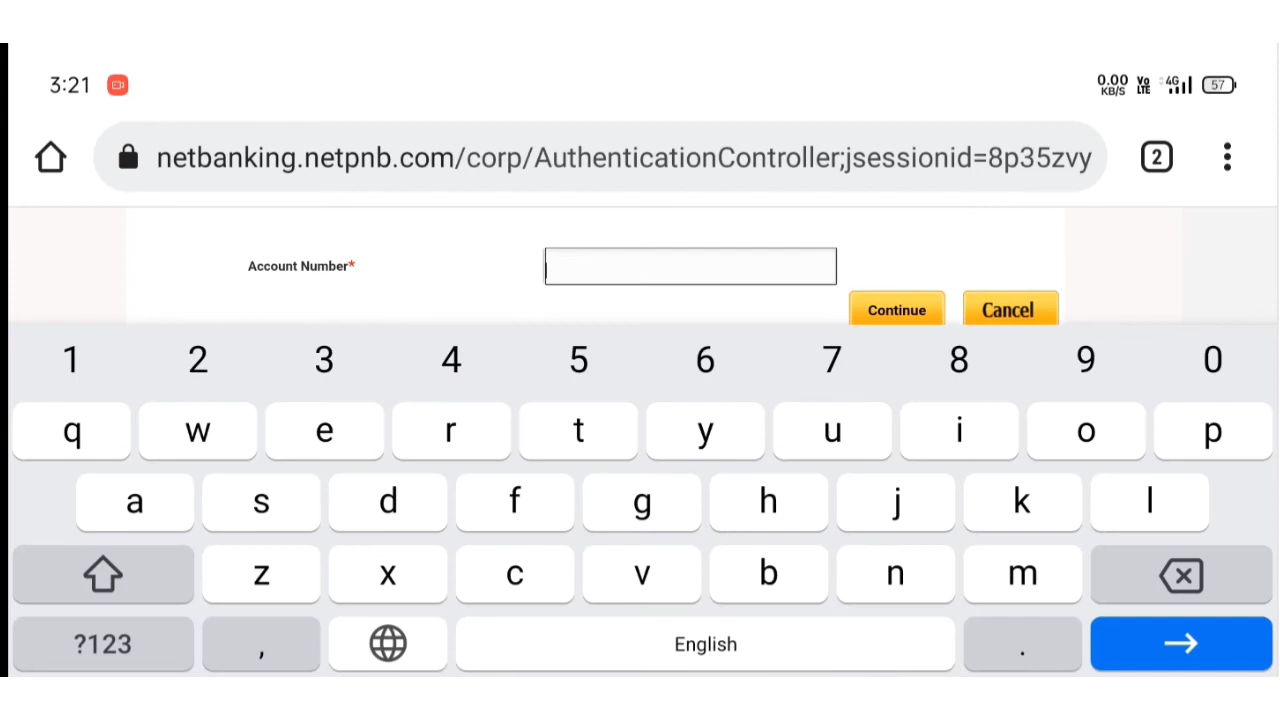 3:21
0.00 KB/S Vo LTE 4G 57
netbanking.netpnb.com/corp/AuthenticationController;jsessionid=8p35zvy
2
Account Number*
Continue Cancel
1 2 3 4 5 6 7 8 9 0
q w e r t y u i o p
a s d f g h j k l
z x c v b n m
?123 , English .